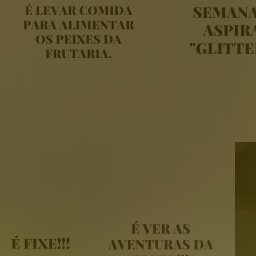 É LEVAR COMIDA
PARA ALIMENTAR
OS PEIXES DA
FRUTARIA.
SEMANA
ASPIRA
"GLITTE
É FIXE!!!
É VER AS
AVENTURAS DA